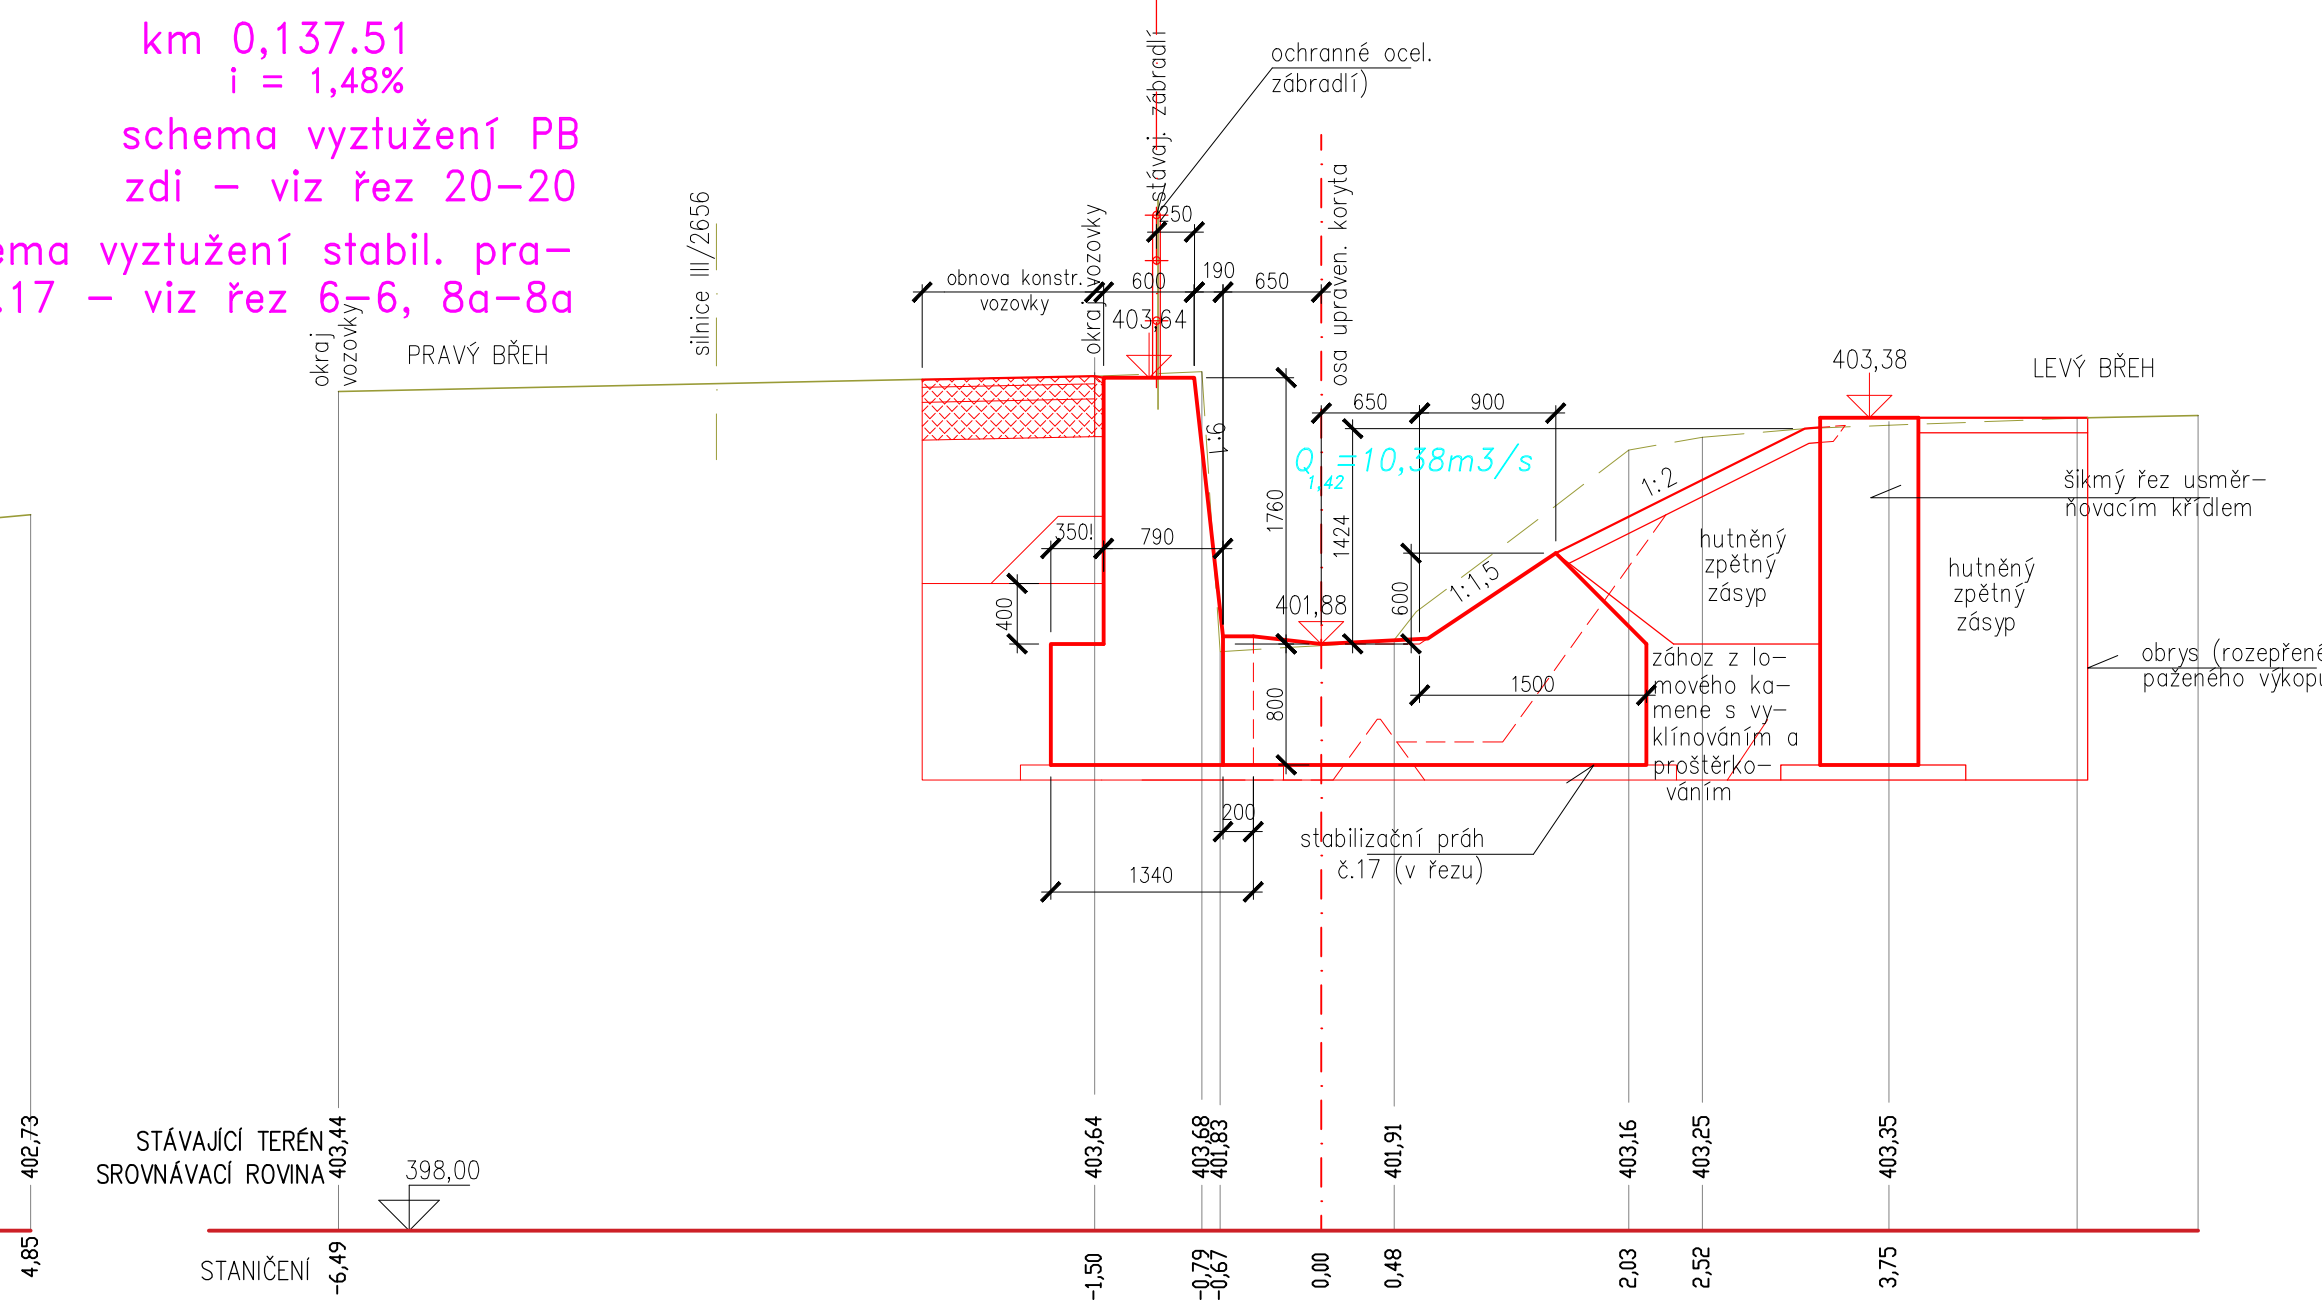 km 0,137.51
i = 1,48%
schema vyztužení PB
zdi – viz řez 20–20
ema vyztužení stabil. pra–
.17 – viz řez 6–6, 8a–8a
okraj
vozovky
PRAVÝ BŘEH
silnice III/2656
obnova konstr.
vozovky
okraj vozovky
stávaj. zábradlí
ochranné ocel.
zábradlí)
osa upraven. koryta
250
600
190
650
403,64
1:6
650
900
Q =10,38m3/s
1,42
1760
1424
350!
790
400
401,88
600
1:1,5
1:2
403,38
LEVÝ BŘEH
šikmý řez usměr–
ňovacím křídlem
hutněný
zpětný
zásyp
hutněný
zpětný
zásyp
obrys (rozepřené
paženého výkopu
800
1500
zához z lo–
mového ka–
mene s vy–
klínováním a
proštěrko–
váním
200
1340
stabilizační práh
č.17 (v řezu)
STÁVAJÍCÍ TERÉN
SROVNÁVACÍ ROVINA
398,00
402,73
403,44
403,64
403,68
401,83
401,91
403,16
403,25
403,35
STANIČENÍ
4,85
-6,49
-1,50
-0,79
-0,67
0,00
0,48
2,03
2,52
3,75